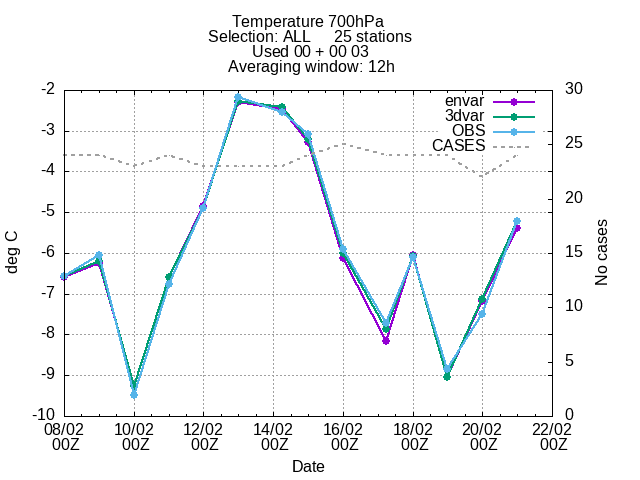 Temperature 700hPa
Selection: ALL 25 stations
Used 00 + 00 03
Averaging window: 12h
envar
3dvar
OBS
CASES
-2
-3
-4
-5
-6
-7
-8
-9
-10
30
25
20
15
10
5
0
deg C
No cases
08/02 10/02 12/02 14/02 16/02 18/02 20/02 22/02
00Z 00Z 00Z 00Z 00Z 00Z 00Z 00Z
Date